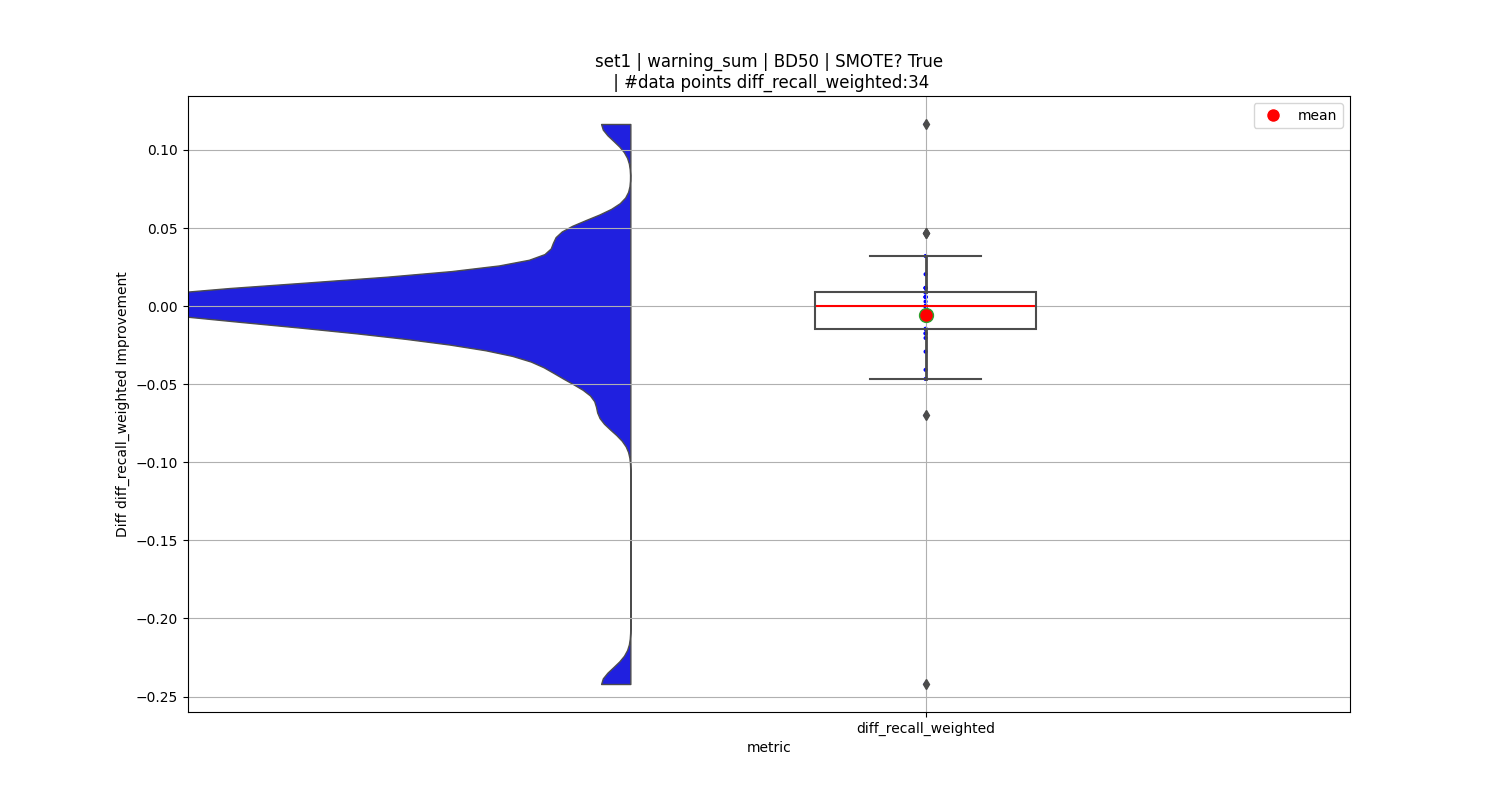 set1 | warning_sum | BD50 | SMOTE? True
| #data points diff_recall_weighted:34
mean
0.10
0.05
0.00
−0.05
−0.10
−0.15
−0.20
−0.25
Diff diff_recall_weighted Improvement
diff_recall_weighted
metric